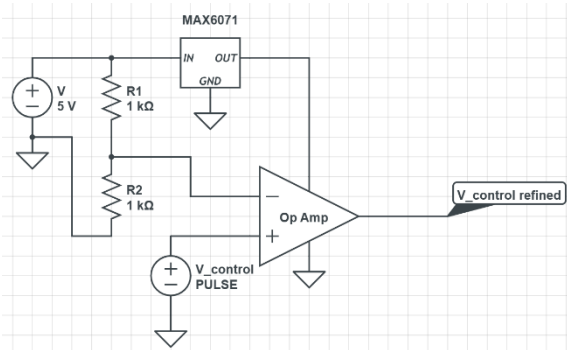 MAX6071
IN
OUT
GND
+
−
V
5 V
R1
1 kΩ
R2
1 kΩ
−
Op Amp
+
V_control refined
+
−
V_control
PULSE